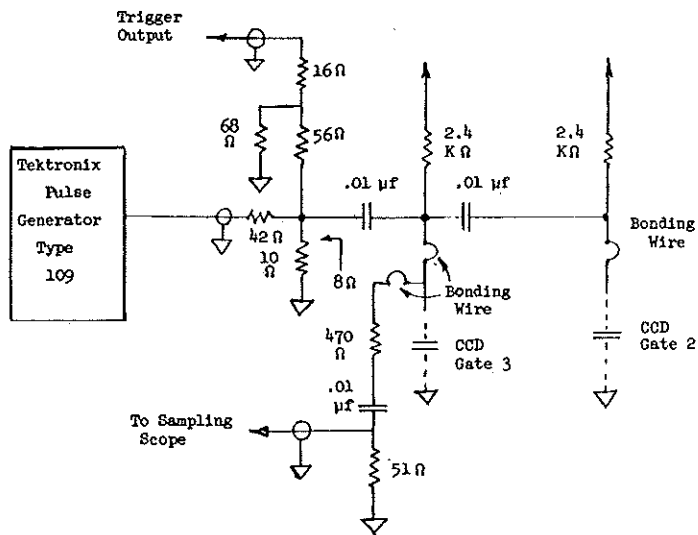 Trigger
Output
16Ω
68
Ω
56Ω
2.4
KΩ
2.4
KΩ
Tektronix
Pulse
Generator
Type
109
.01 μf
.01 μf
42Ω
10
Ω
8Ω
Bonding
Wire
Bonding
Wire
470
Ω
CCD
Gate 3
CCD
Gate 2
.01
μf
To Sampling
Scope
51Ω